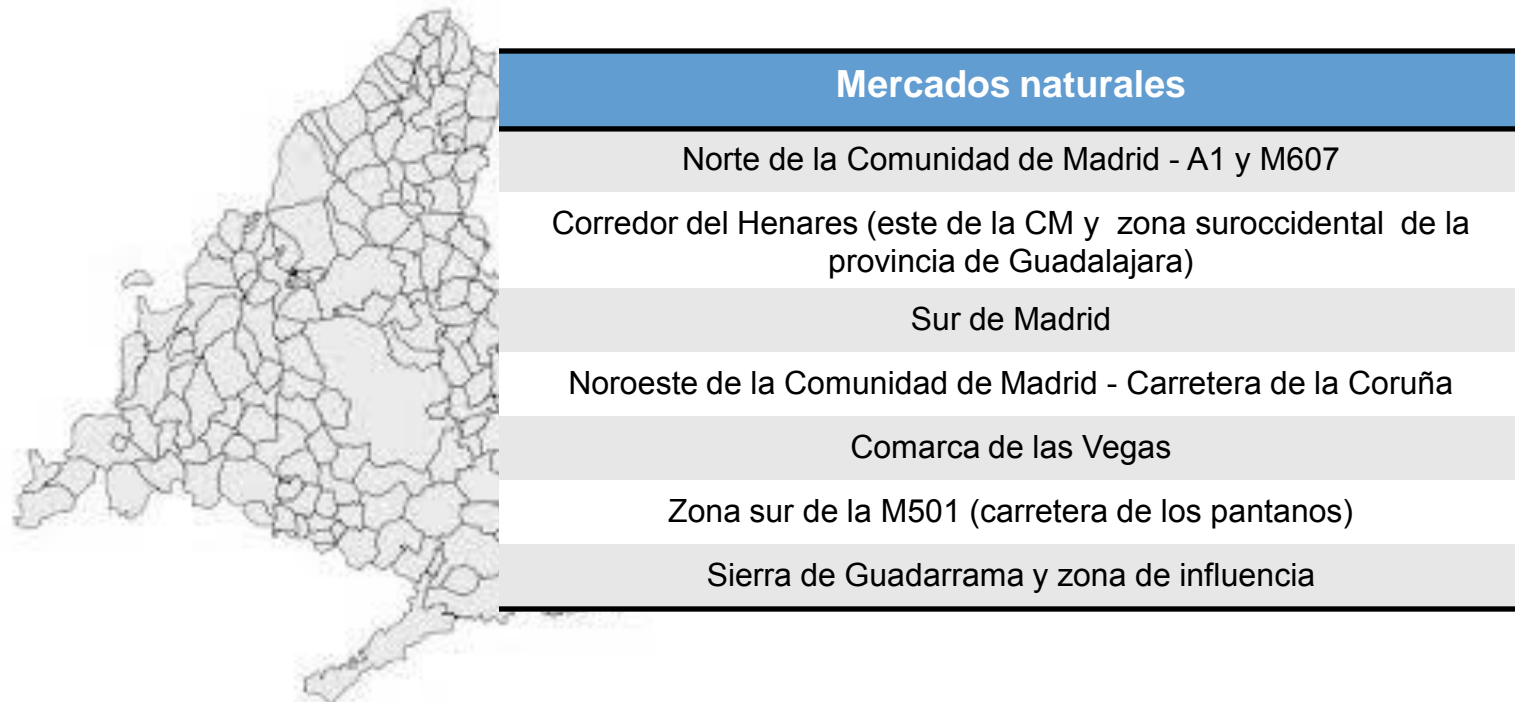 Mercados naturales
Norte de la Comunidad de Madrid - A1 y M607
Corredor del Henares (este de la CM y zona suroccidental de la
provincia de Guadalajara)
Sur de Madrid
Noroeste de la Comunidad de Madrid - Carretera de la Coruña
Comarca de las Vegas
Zona sur de la M501 (carretera de los pantanos)
Sierra de Guadarrama y zona de influencia